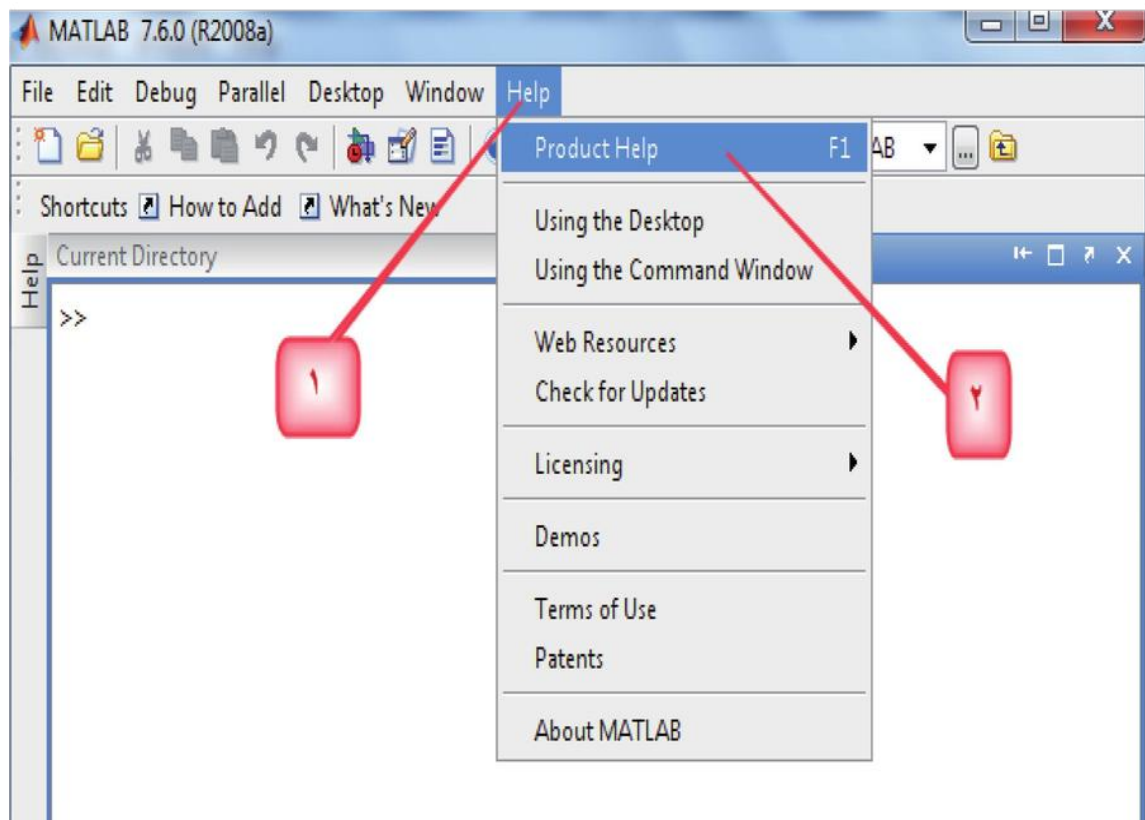 MATLAB 7.6.0 (R2008a)
File Edit Debug Parallel Desktop Window Help
Product Help F1
AB
Shortcuts How to Add What's New
Using the Desktop
Help
Current Directory
Using the Command Window
>>
Web Resources
١
Check for Updates
٢
Licensing
Demos
Terms of Use
Patents
About MATLAB